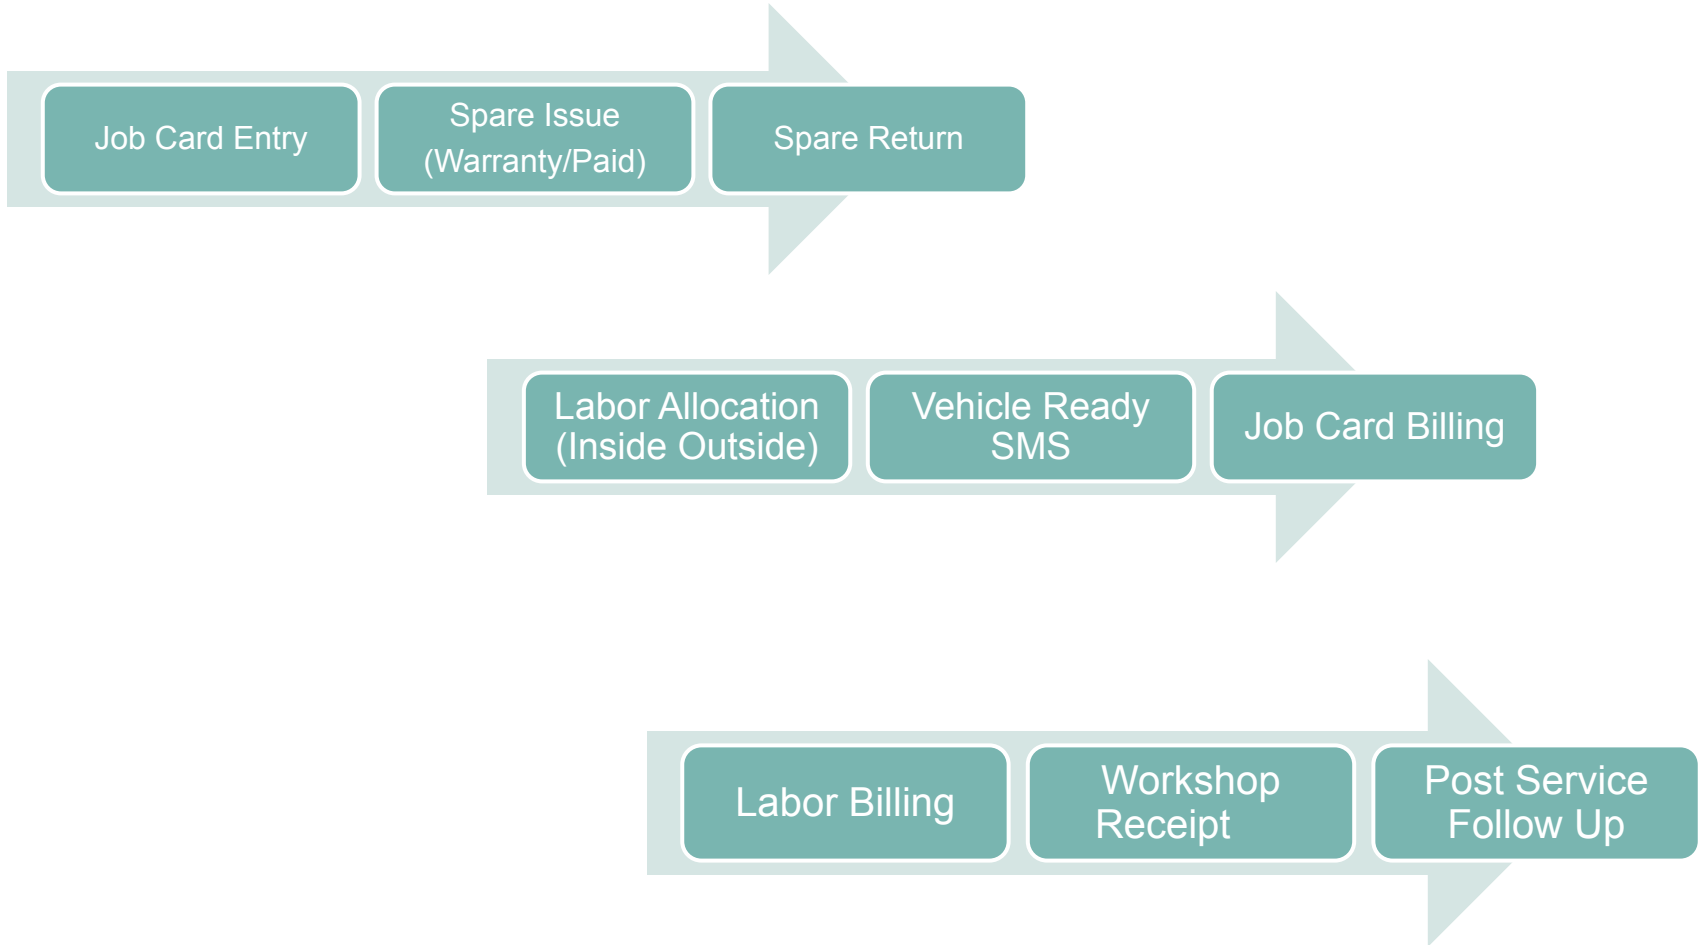 Job Card Entry
Spare Issue
(Warranty/Paid)
Spare Return
Labor Allocation
(Inside Outside)
Vehicle Ready
SMS
Job Card Billing
Labor Billing
Workshop
Receipt
Post Service
Follow Up